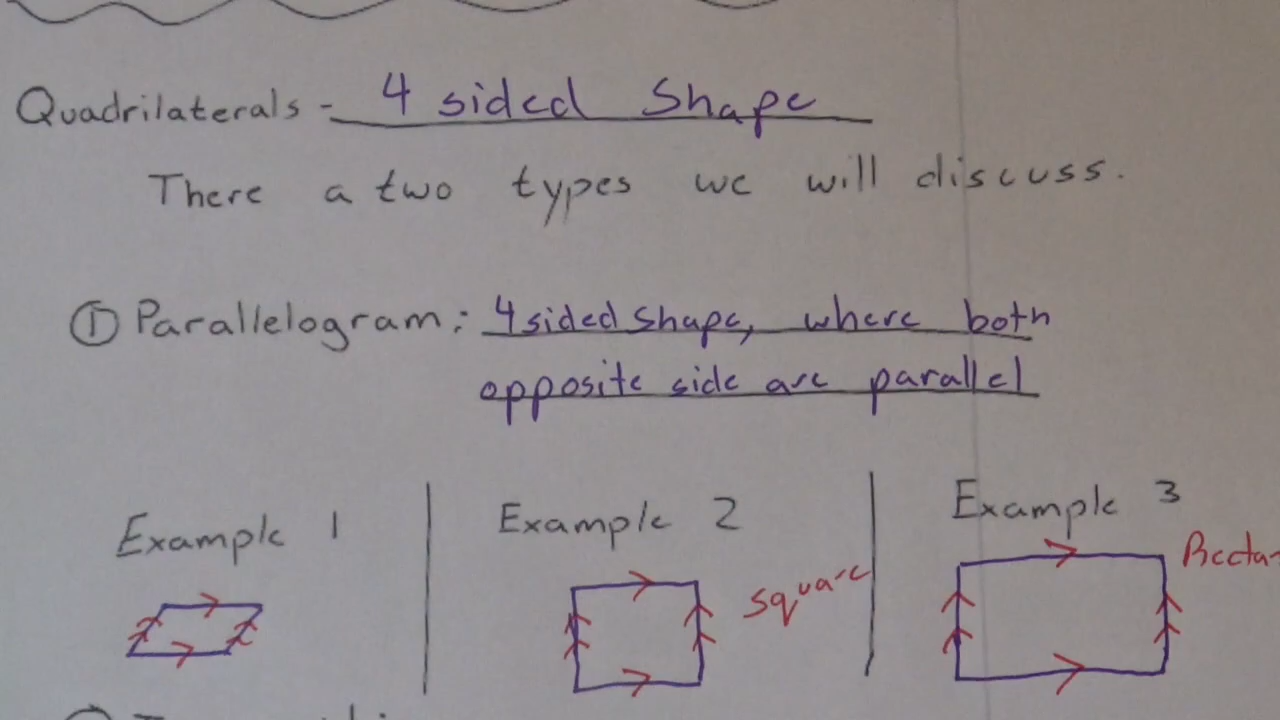 Quadrilaterals - 4 sided Shape
There a two types we will discuss.
① Parallelogram: 4 sided shape, where both
opposite side are parallel
Example 1
Example 2
Example 3
Square